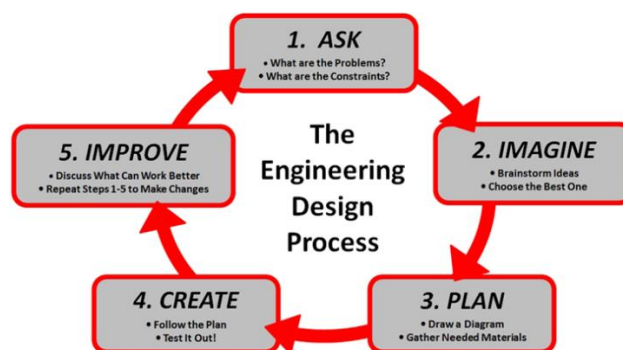 1. ASK
• What are the Problems?
• What are the Constraints?
2. IMAGINE
• Brainstorm Ideas
• Choose the Best One
3. PLAN
• Draw a Diagram
• Gather Needed Materials
4. CREATE
• Follow the Plan
• Test It Out!
5. IMPROVE
• Discuss What Can Work Better
• Repeat Steps 1-5 to Make Changes
The
Engineering
Design
Process